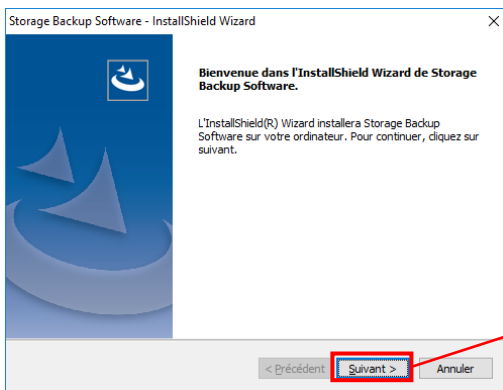 Storage Backup Software - InstallShield Wizard
Bienvenue dans l'InstallShield Wizard de Storage
Backup Software.
L'InstallShield(R) Wizard installera Storage Backup
Software sur votre ordinateur. Pour continuer, cliquez sur
suivant.
< Précédent Suivant > Annuler